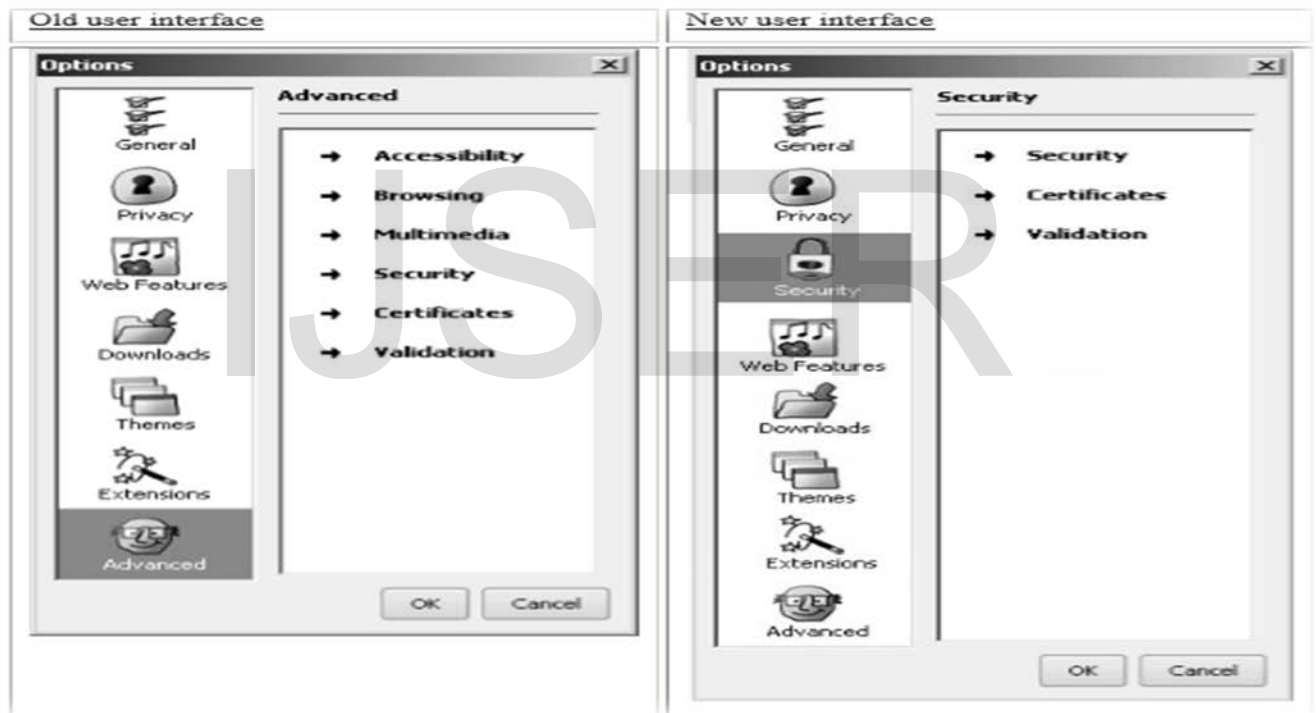 Old user interface
Options
General
Privacy
Web Features
Downloads
Themes
Extensions
Advanced
Advanced
Accessibility
Browsing
Multimedia
Security
Certificates
Validation
OK Cancel
New user interface
Options
General
Privacy
Security
Web Features
Downloads
Themes
Extensions
Advanced
Security
Security
Certificates
Validation
OK Cancel
IJSER